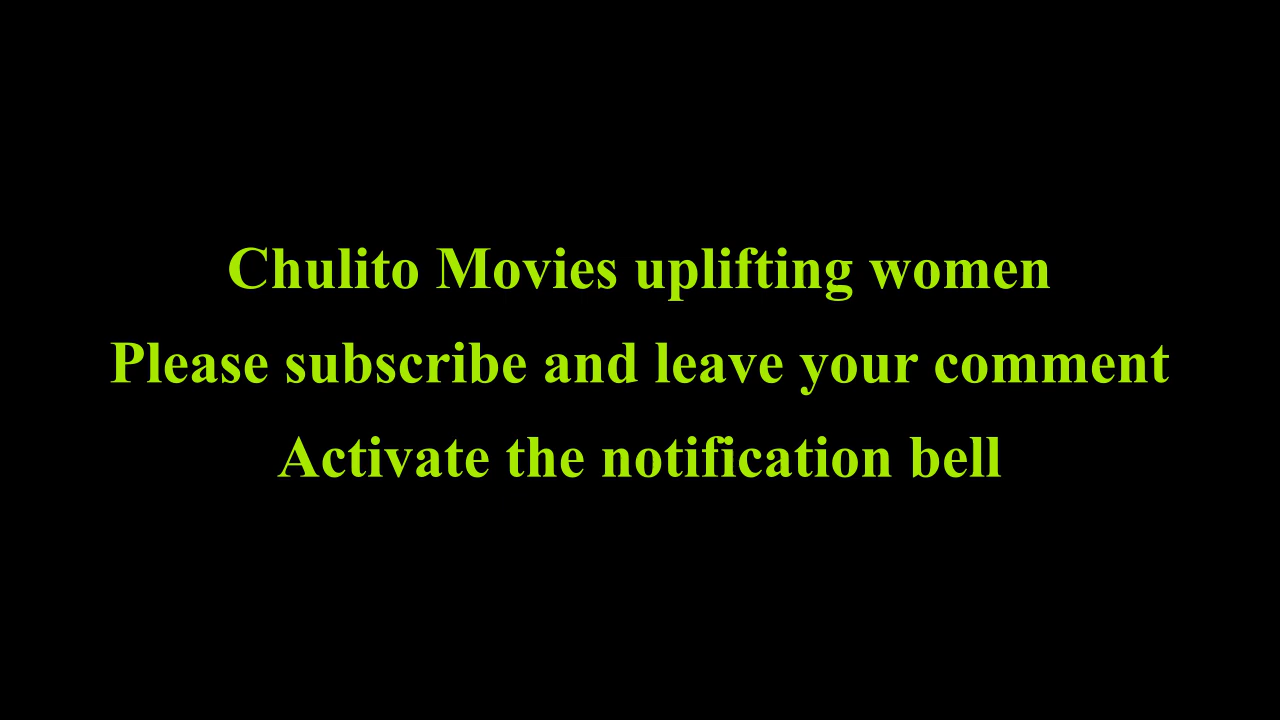 Chulito Movies uplifting women
Please subscribe and leave your comment
Activate the notification bell